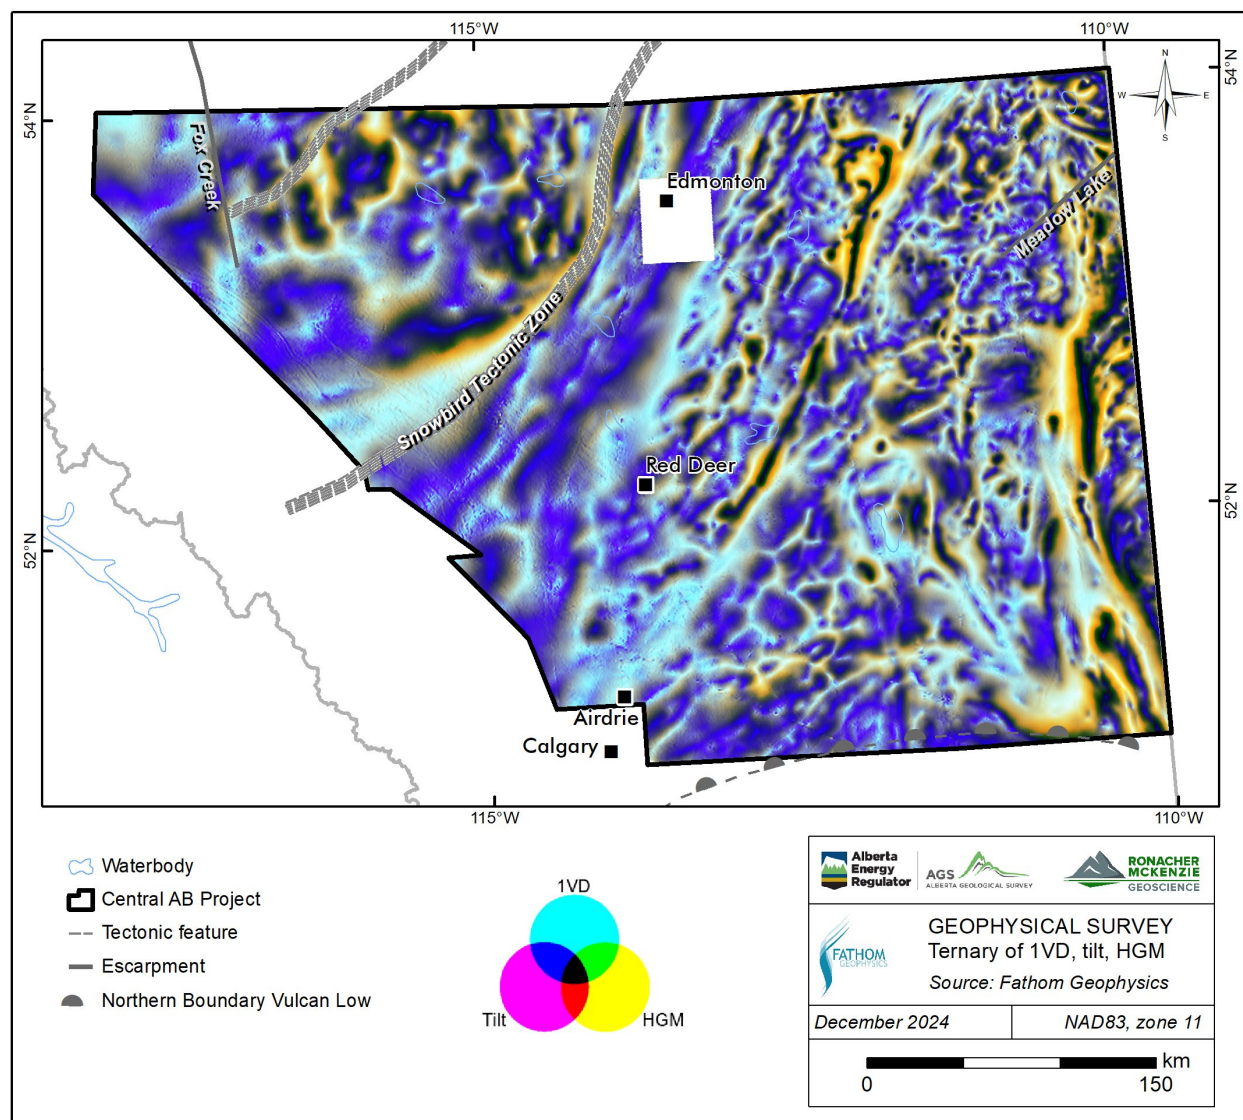 115°W
110°W
54°N
54°N
N
W
E
S
Fox Creek
Edmonton
Meadow Lake
Snowbird Tectonic Zone
Red Deer
52°N
52°N
Airdrie
Calgary
115°W
110°W
Waterbody
Central AB Project
Tectonic feature
Escarpment
Northern Boundary Vulcan Low
1VD
Tilt
HGM
Alberta
Energy
Regulator
AGS
ALBERTA GEOLOGICAL SURVEY
RONACHER
MCKENZIE
GEOSCIENCE
FATHOM
GEOPHYSICS
GEOPHYSICAL SURVEY
Ternary of 1VD, tilt, HGM
Source: Fathom Geophysics
December 2024
NAD83, zone 11
km
0
150